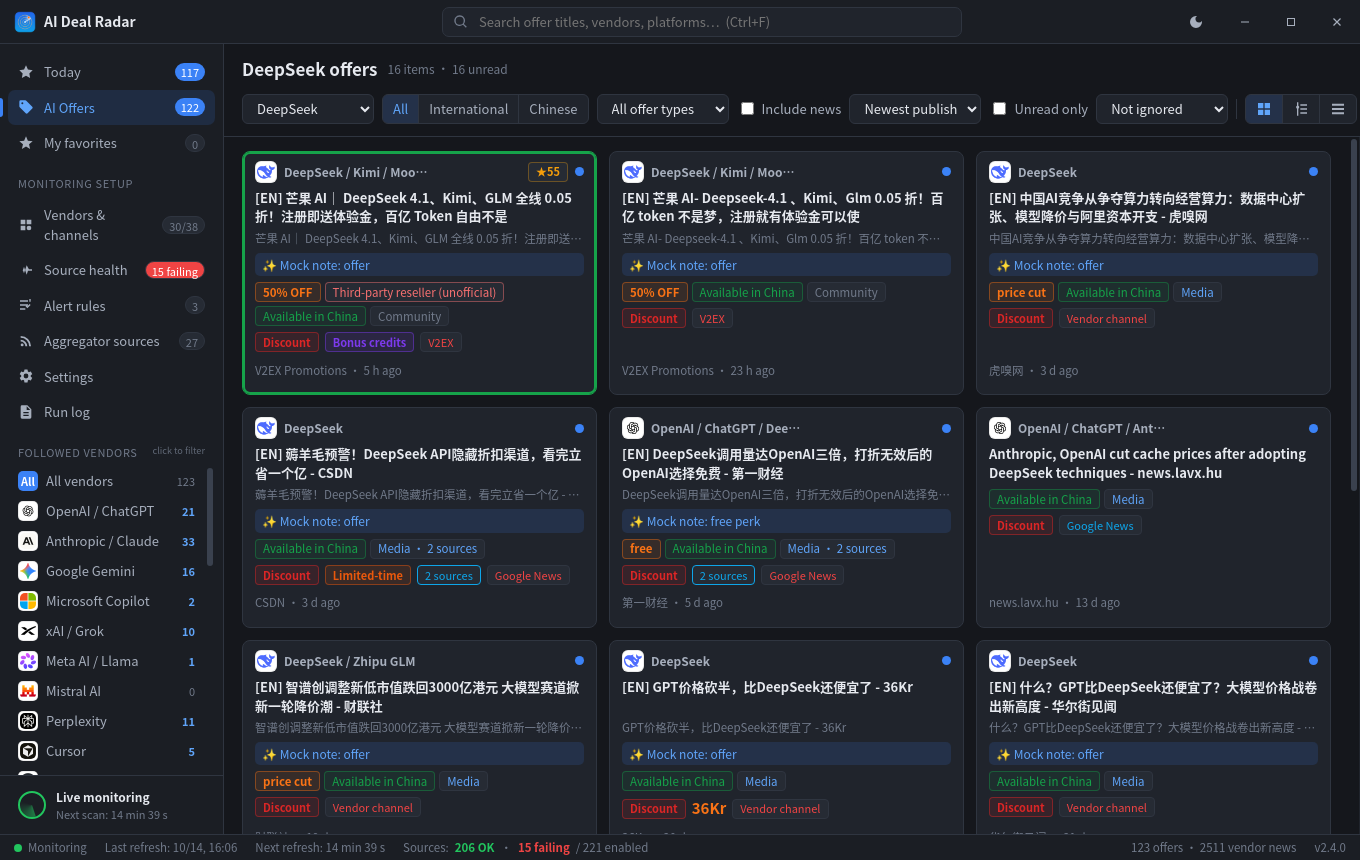 AI Deal Radar
Search offer titles, vendors, platforms… (Ctrl+F)
Today 117
AI Offers 122
My favorites 0
MONITORING SETUP
Vendors & channels 30/38
Source health 15 failing
Alert rules 3
Aggregator sources 27
Settings
Run log
FOLLOWED VENDORS click to filter
All All vendors 123
OpenAI / ChatGPT 21
Anthropic / Claude 33
Google Gemini 16
Microsoft Copilot 2
xAI / Grok 10
Meta AI / Llama 1
Mistral AI 0
Perplexity 11
Cursor 5
Live monitoring
Next scan: 14 min 39 s
DeepSeek offers 16 items • 16 unread
DeepSeek All International Chinese All offer types Include news Newest publish Unread only Not ignored
DeepSeek / Kimi / Moo··· ★55
[EN] 芒果 AI｜ DeepSeek 4.1、Kimi、GLM 全线 0.05
折！注册即送体验金，百亿 Token 自由不是
芒果 AI｜ DeepSeek 4.1、Kimi、GLM 全线 0.05 折！注册即送···
✨ Mock note: offer
50% OFF Third-party reseller (unofficial)
Available in China Community
Discount Bonus credits V2EX
V2EX Promotions • 5 h ago
DeepSeek / Kimi / Moo···
[EN] 芒果 AI- Deepseek-4.1 、Kimi、Glm 0.05 折！百
亿 token 不是梦，注册就有体验金可以使
芒果 AI- Deepseek-4.1 、Kimi、Glm 0.05 折！百亿 token 不···
✨ Mock note: offer
50% OFF Available in China Community
Discount V2EX
V2EX Promotions • 23 h ago
DeepSeek
[EN] 中国AI竞争从争夺算力转向经营算力：数据中心扩
张、模型降价与阿里资本开支 - 虎嗅网
中国AI竞争从争夺算力转向经营算力：数据中心扩张、模型降···
✨ Mock note: offer
price cut Available in China Media
Discount Vendor channel
虎嗅网 • 3 d ago
DeepSeek
[EN] 薅羊毛预警！DeepSeek API隐藏折扣渠道，看完立
省一个亿 - CSDN
薅羊毛预警！DeepSeek API隐藏折扣渠道，看完立省一个亿 - ···
✨ Mock note: offer
Available in China Media • 2 sources
Discount Limited-time 2 sources Google News
CSDN • 3 d ago
OpenAI / ChatGPT / Dee···
[EN] DeepSeek调用量达OpenAI三倍，打折无效后的
OpenAI选择免费 - 第一财经
DeepSeek调用量达OpenAI三倍，打折无效后的OpenAI选择免···
✨ Mock note: free perk
free Available in China Media • 2 sources
Discount 2 sources Google News
第一财经 • 5 d ago
OpenAI / ChatGPT / Ant···
Anthropic, OpenAI cut cache prices after adopting
DeepSeek techniques - news.lavx.hu
Available in China Media
Discount Google News
news.lavx.hu • 13 d ago
DeepSeek / Zhipu GLM
[EN] 智谱创调整新低市值跌回3000亿港元 大模型赛道掀
新一轮降价潮 - 财联社
智谱创调整新低市值跌回3000亿港元 大模型赛道掀新一轮降价···
✨ Mock note: offer
price cut Available in China Media
Discount Vendor channel
DeepSeek
[EN] GPT价格砍半，比DeepSeek还便宜了 - 36Kr
GPT价格砍半，比DeepSeek还便宜了 - 36Kr
✨ Mock note: offer
Available in China Media
Discount 36Kr Vendor channel
DeepSeek
[EN] 什么？GPT比DeepSeek还便宜了？大模型价格战卷
出新高度 - 华尔街见闻
什么？GPT比DeepSeek还便宜了？大模型价格战卷出新高度 - ···
✨ Mock note: offer
Available in China Media
Discount Vendor channel
Monitoring Last refresh: 10/14, 16:06 Next refresh: 14 min 39 s Sources: 206 OK · 15 failing / 221 enabled 123 offers • 2511 vendor news v2.4.0